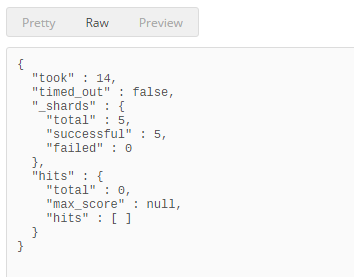 Pretty Raw Preview
{
  "took" : 14,
  "timed_out" : false,
  "_shards" : {
    "total" : 5,
    "successful" : 5,
    "failed" : 0
  },
  "hits" : {
    "total" : 0,
    "max_score" : null,
    "hits" : [ ]
  }
}